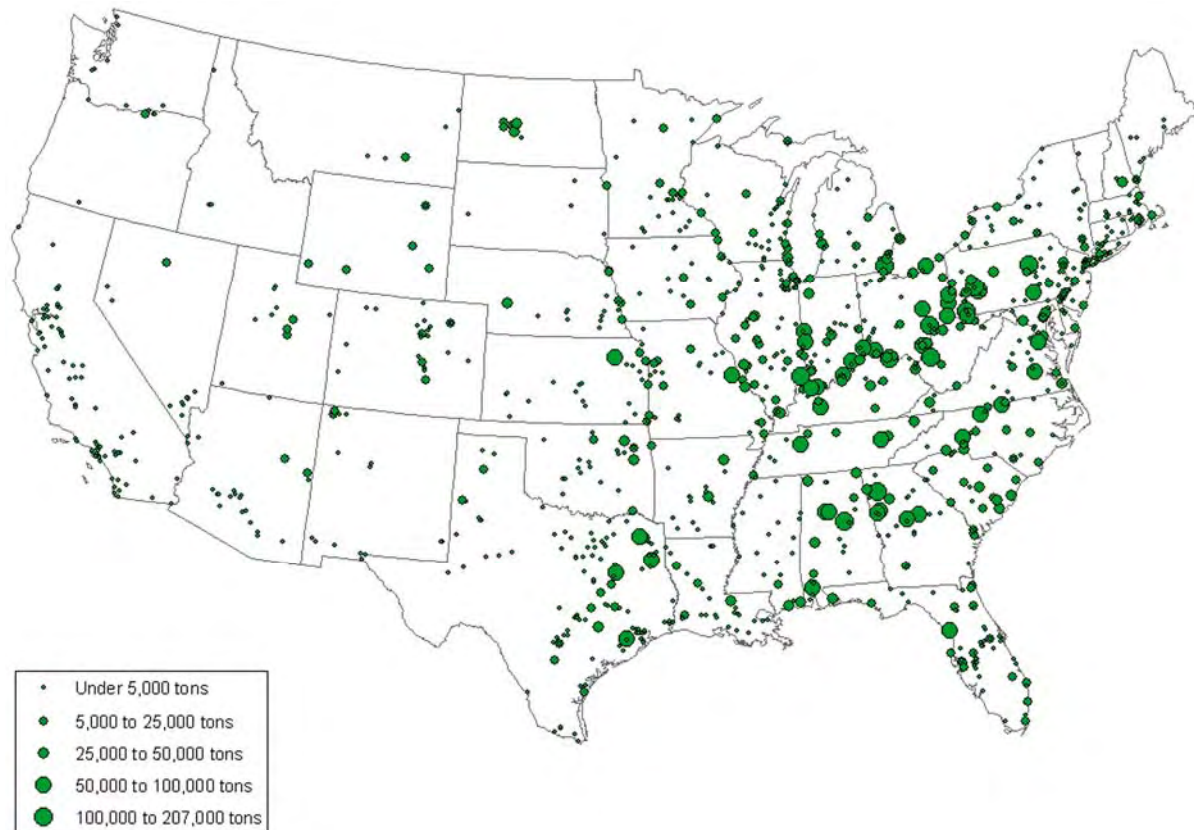 Under 5,000 tons
5,000 to 25,000 tons
25,000 to 50,000 tons
50,000 to 100,000 tons
100,000 to 207,000 tons